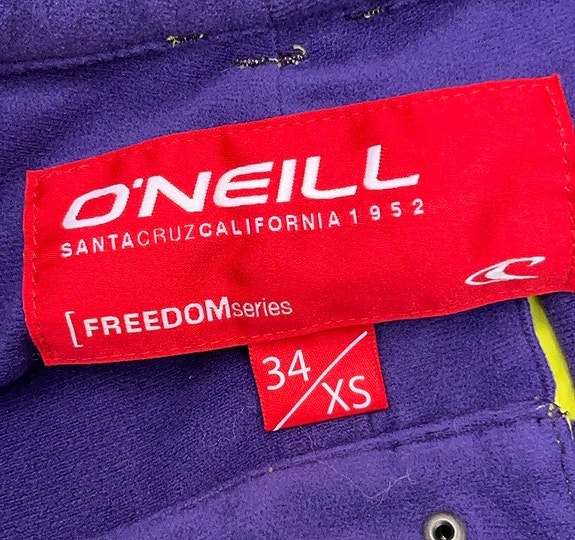 O'NEILL
SANTACRUZCALIFORNIA1952
[FREEDOMseries
34/XS